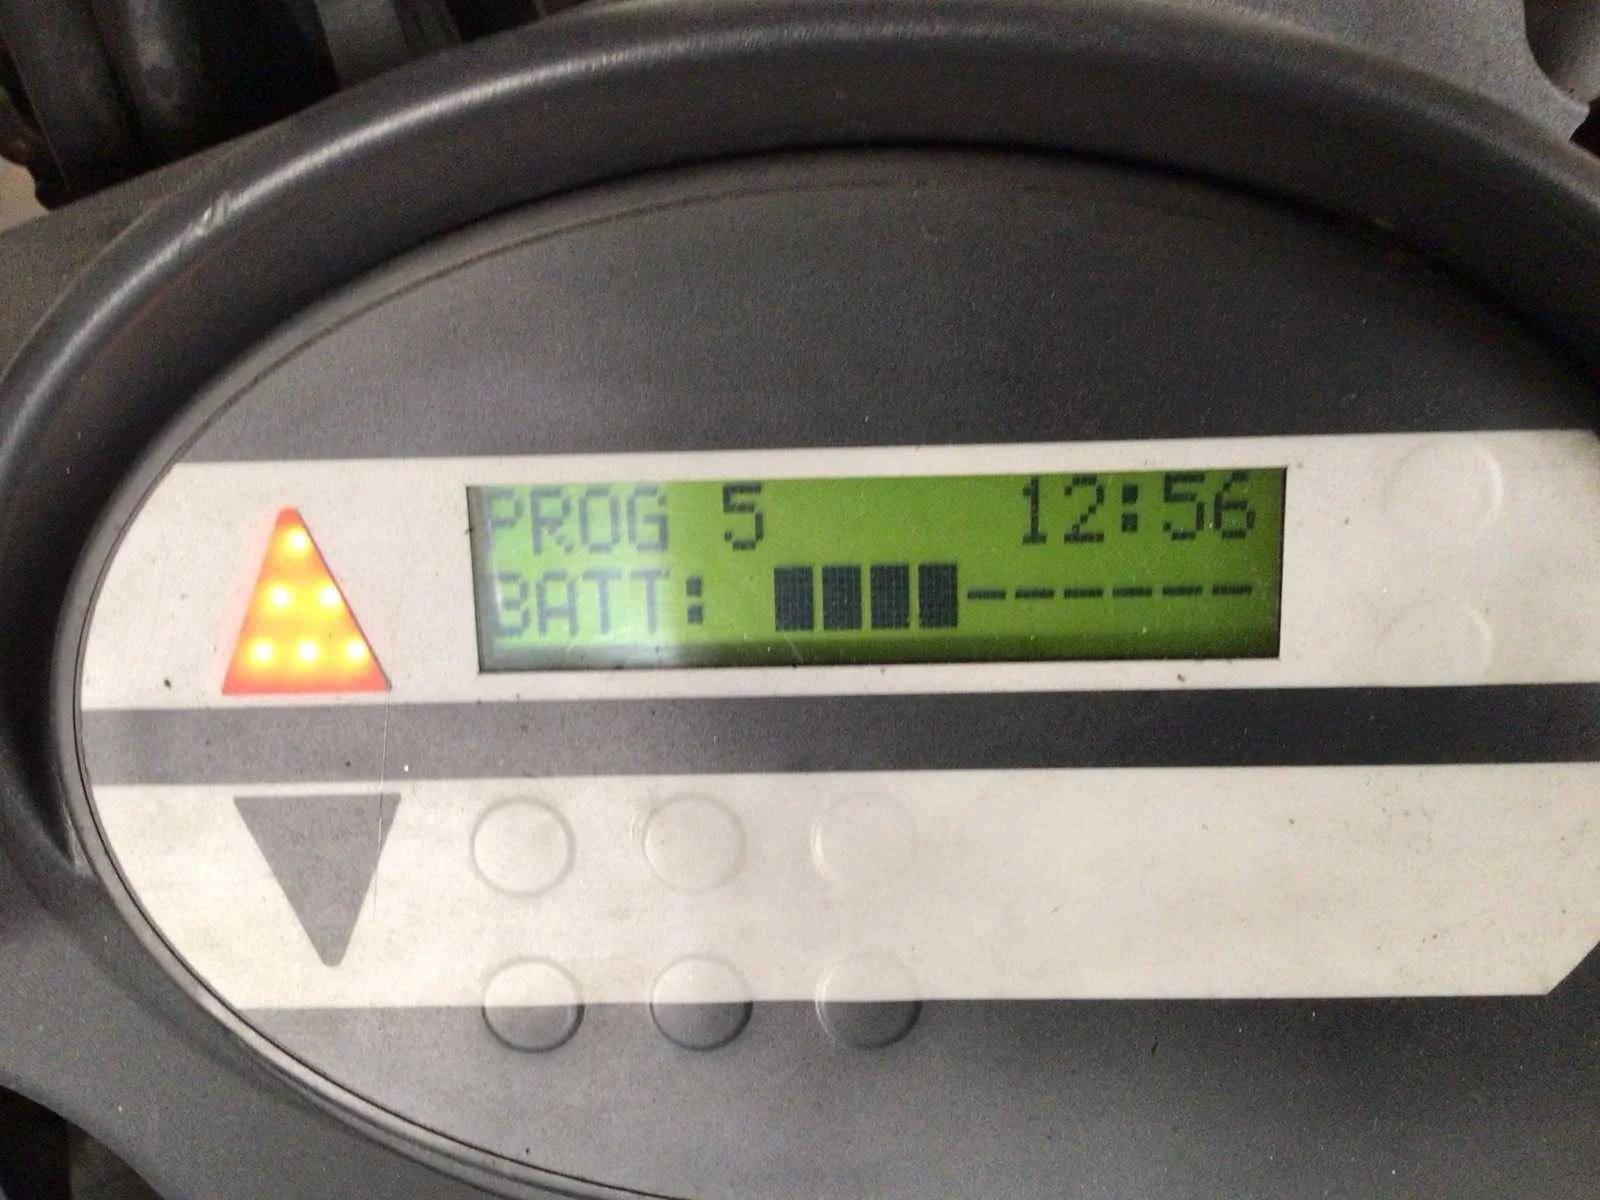 PROG 5 12:56
BATT: ████------